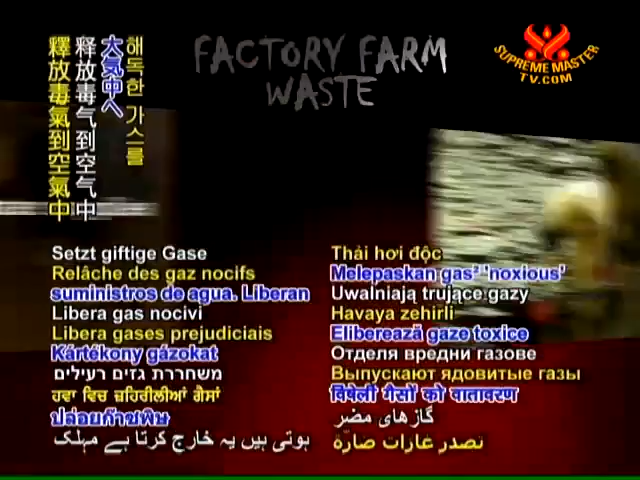 FACTORY FARM
WASTE
SUPREME MASTER
TV.COM
해독한 가스를
大気中へ
释放毒气到空气中
釋放毒氣到空氣中
Setzt giftige Gase
Relâche des gaz nocifs
suministros de agua. Liberan
Libera gas nocivi
Libera gases prejudiciais
Kártékony gázokat
משחררת גזים רעילים
ਹਵਾ ਵਿਚ ਜ਼ਹਿਰੀਲੀਆਂ ਗੈਸਾਂ
ปล่อยก๊าซพิษ
ہوتی ہیں یہ خارج کرتا ہے مہلک
Thải hơi độc
Melepaskan gas² 'noxious'
Uwalniają trujące gazy
Havaya zehirli
Eliberează gaze toxice
Отделя вредни газове
Выпускают ядовитые газы
विषैली गैसों को वातावरण
گازهای مضر
تصدر غازات ضارّة